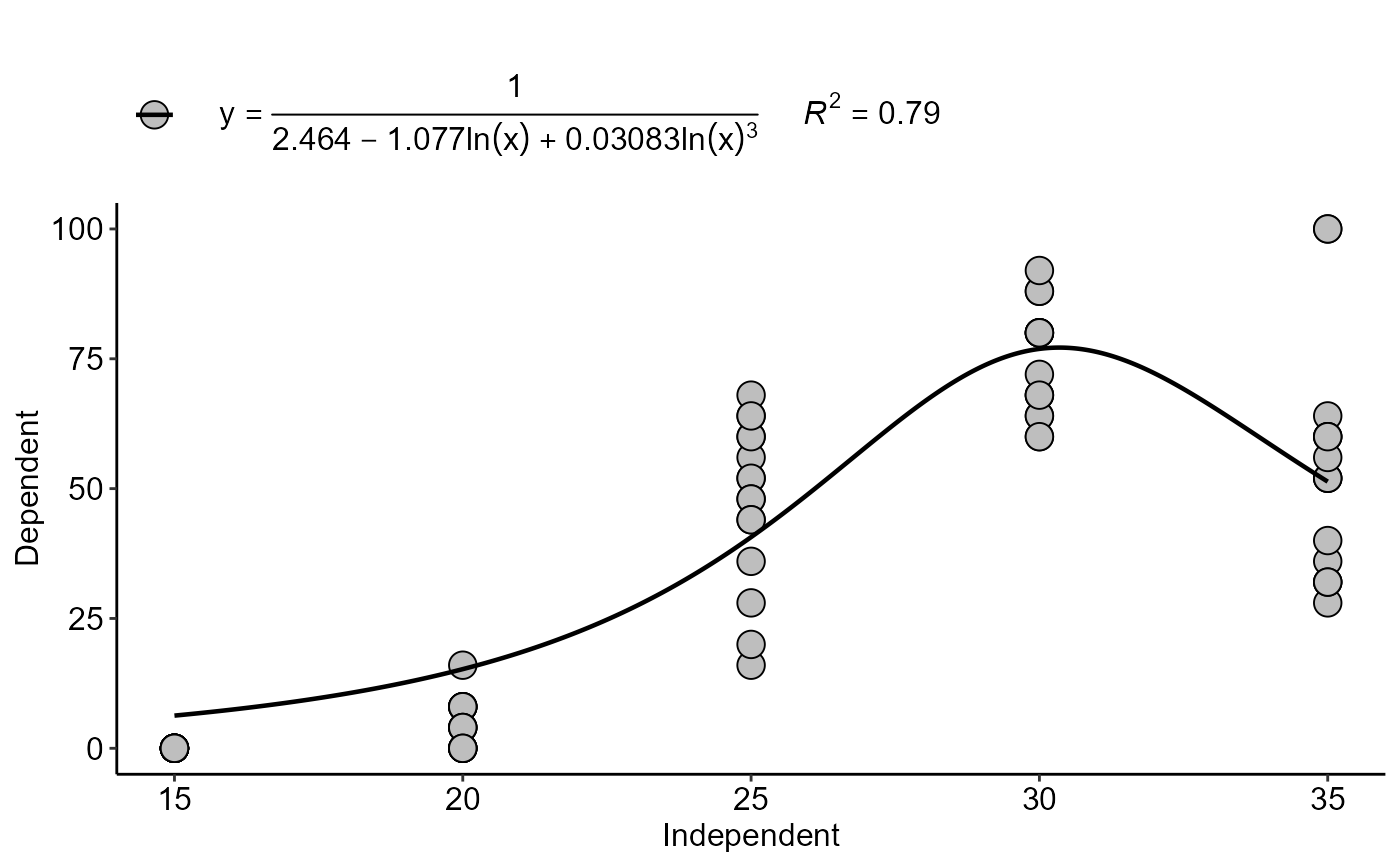 1
y = 2.464 − 1.077ln(x) + 0.03083ln(x)³ R² = 0.79
100
75
50
25
0
Dependent
15 20 25 30 35
Independent